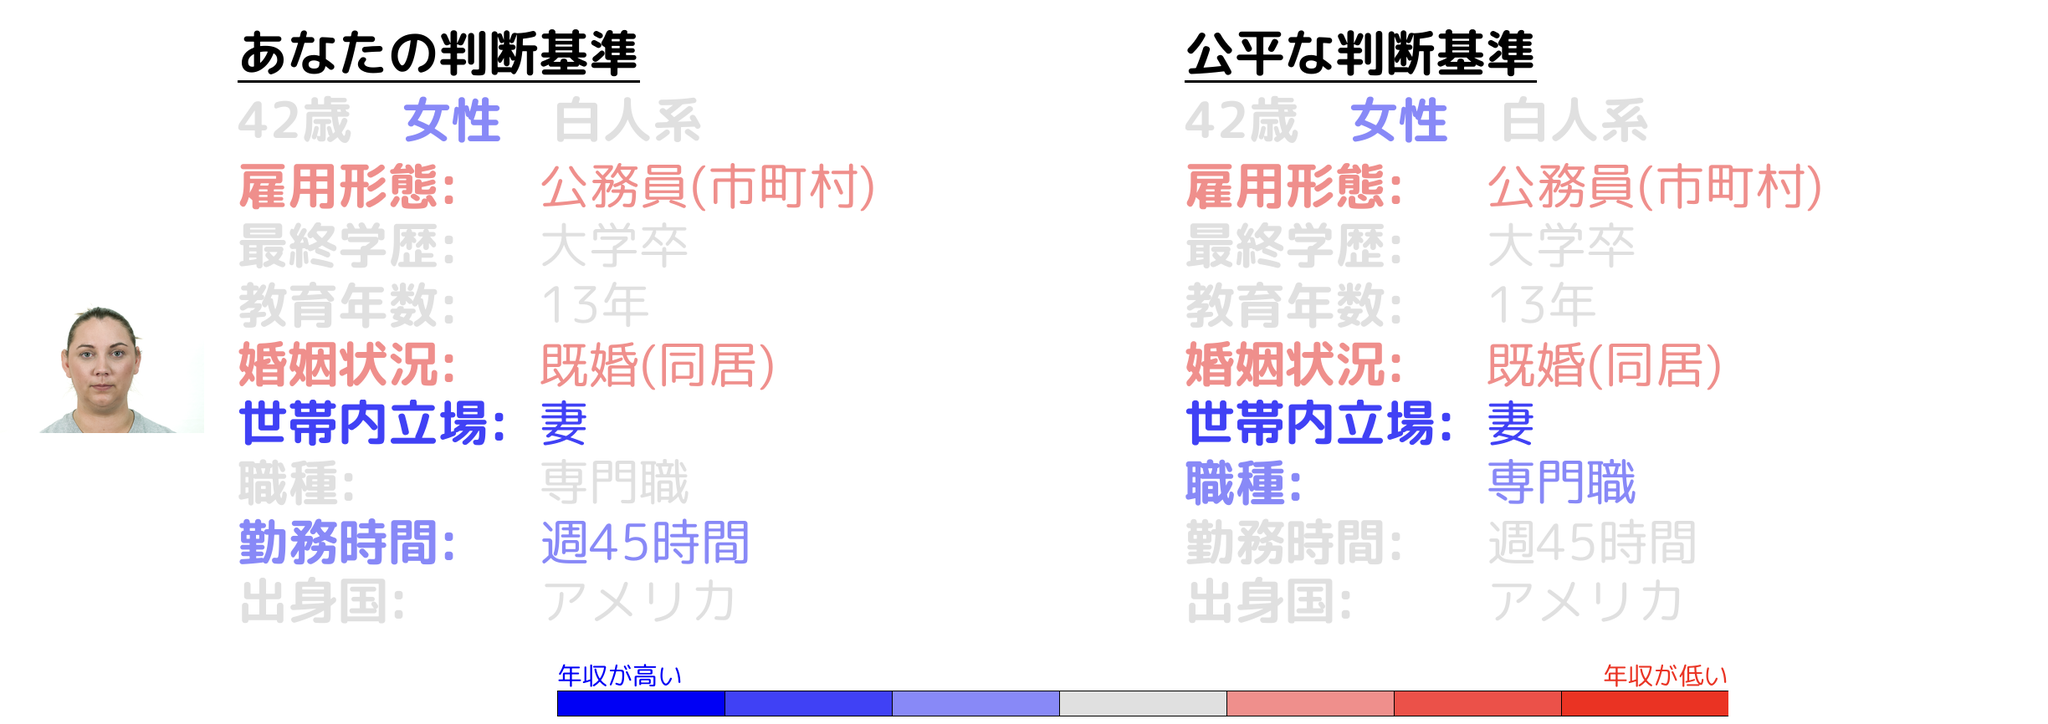 あなたの判断基準
42歳 女性 白人系
雇用形態: 公務員(市町村)
最終学歴: 大学卒
教育年数: 13年
婚姻状況: 既婚(同居)
世帯内立場: 妻
職種: 専門職
勤務時間: 週45時間
出身国: アメリカ
公平な判断基準
42歳 女性 白人系
雇用形態: 公務員(市町村)
最終学歴: 大学卒
教育年数: 13年
婚姻状況: 既婚(同居)
世帯内立場: 妻
職種: 専門職
勤務時間: 週45時間
出身国: アメリカ
年収が高い
年収が低い